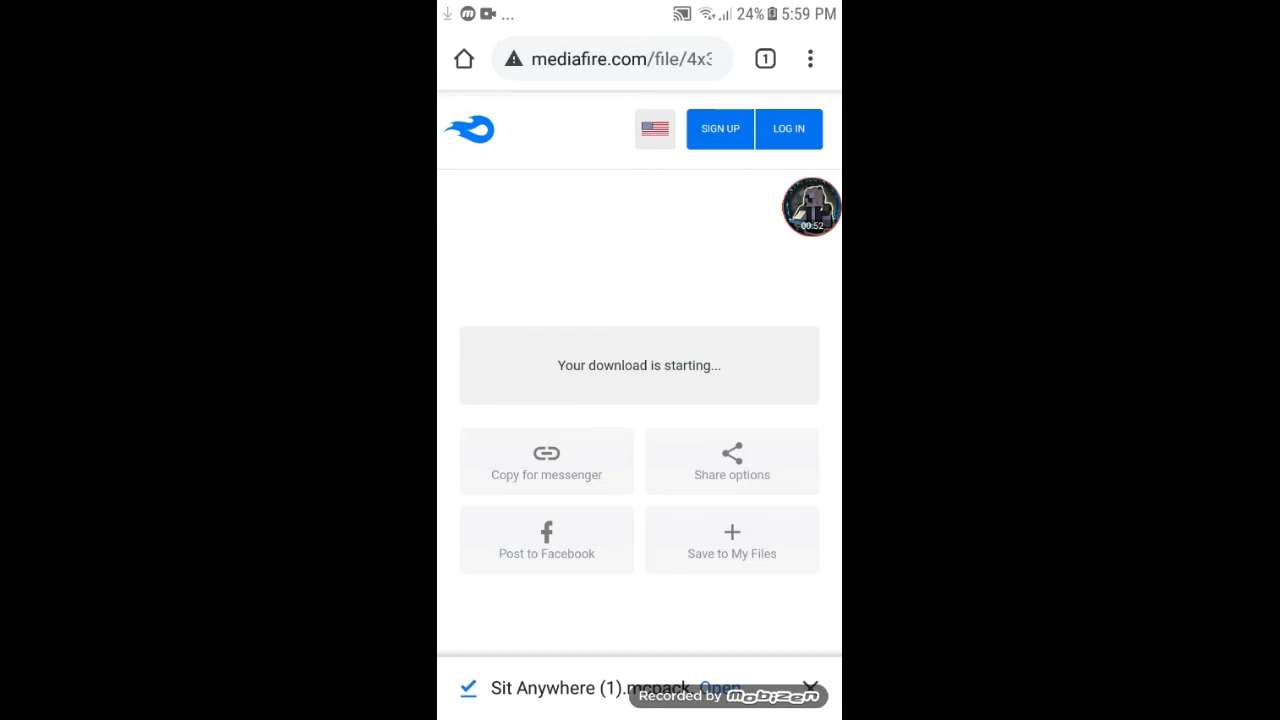 ... 24% 5:59 PM
mediafire.com/file/4x3
1
SIGN UP LOG IN
00:52
Your download is starting...
Copy for messenger
Share options
Post to Facebook
Save to My Files
Sit Anywhere (1).mcpack Open
Recorded by MOBIZEN